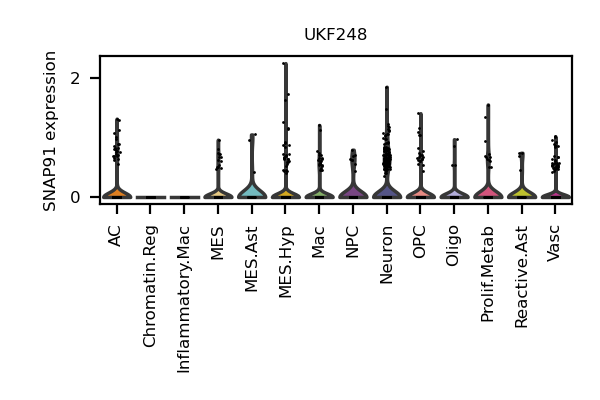 UKF248
SNAP91 expression
2
0
AC
Chromatin.Reg
Inflammatory.Mac
MES
MES.Ast
MES.Hyp
Mac
NPC
Neuron
OPC
Oligo
Prolif.Metab
Reactive.Ast
Vasc